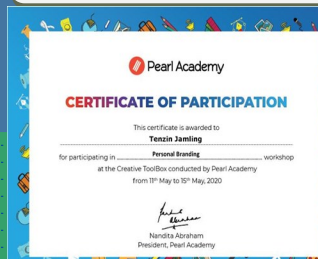 Pearl Academy
CERTIFICATE OF PARTICIPATION
This certificate is awarded to
Tenzin Jamling
for participating in Personal Branding workshop
at the Creative ToolBox conducted by Pearl Academy
from 11th May to 15th May, 2020
Nandita Abraham
President, Pearl Academy